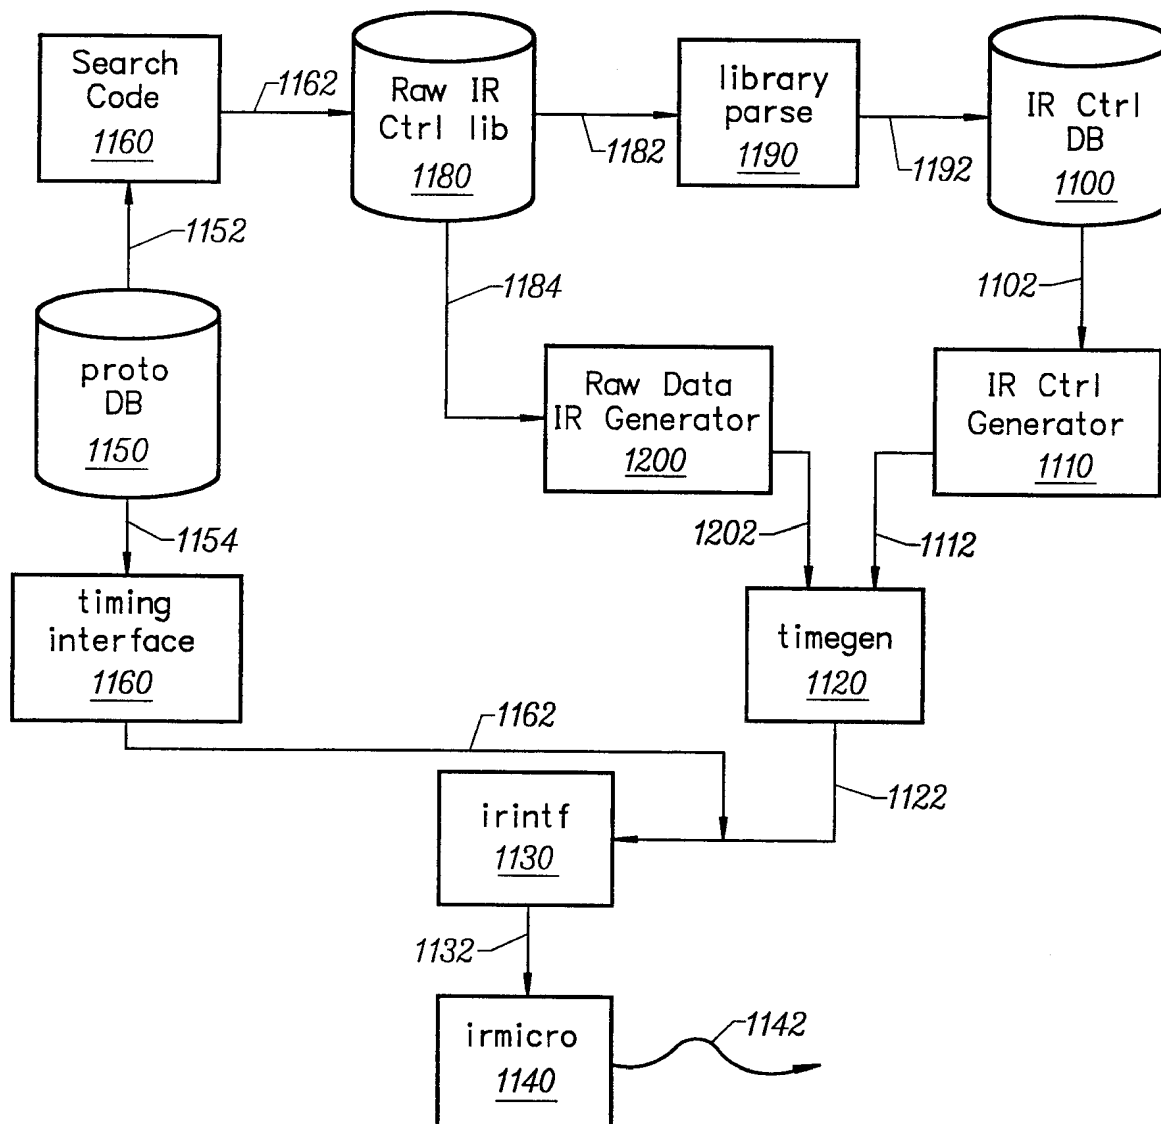 Search
Code
1160
1162
Raw IR
Ctrl lib
1180
1182
library
parse
1190
1192
IR Ctrl
DB
1100
1152
1184
1102
proto
DB
1150
Raw Data
IR Generator
1200
IR Ctrl
Generator
1110
1154
1202
1112
timing
interface
1160
timegen
1120
1162
1122
irintf
1130
1132
irmicro
1140
1142